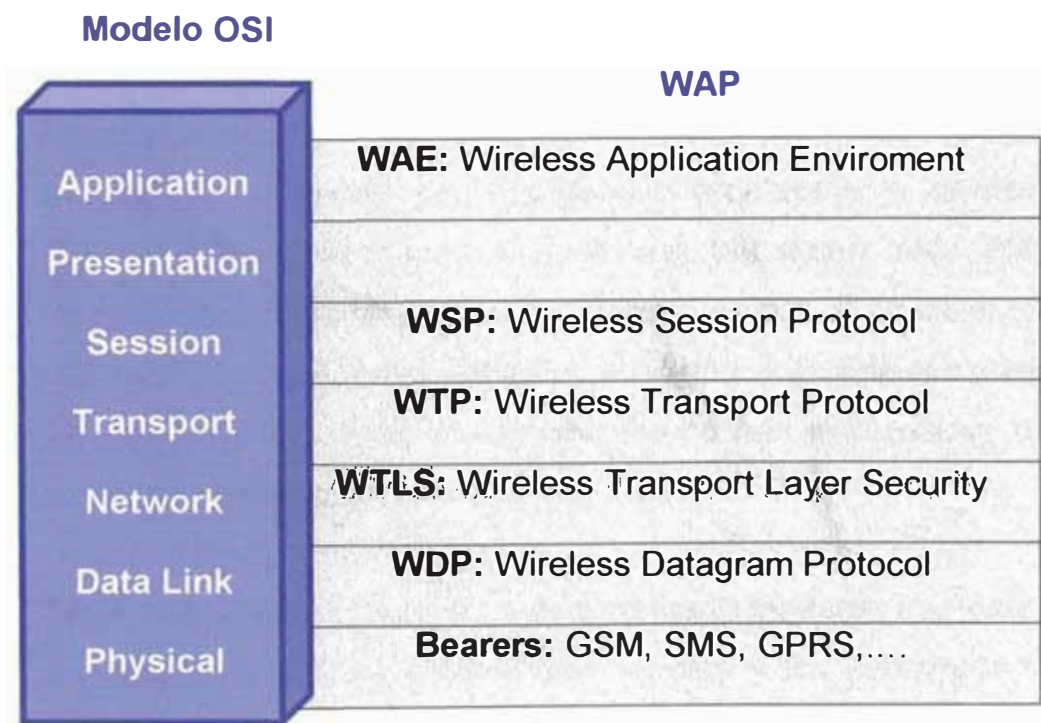 Modelo OSI
WAP
Application
WAE: Wireless Application Enviroment
Presentation
Session
WSP: Wireless Session Protocol
Transport
WTP: Wireless Transport Protocol
Network
WTLS: Wireless Transport Layer Security
Data Link
WDP: Wireless Datagram Protocol
Physical
Bearers: GSM, SMS, GPRS,....